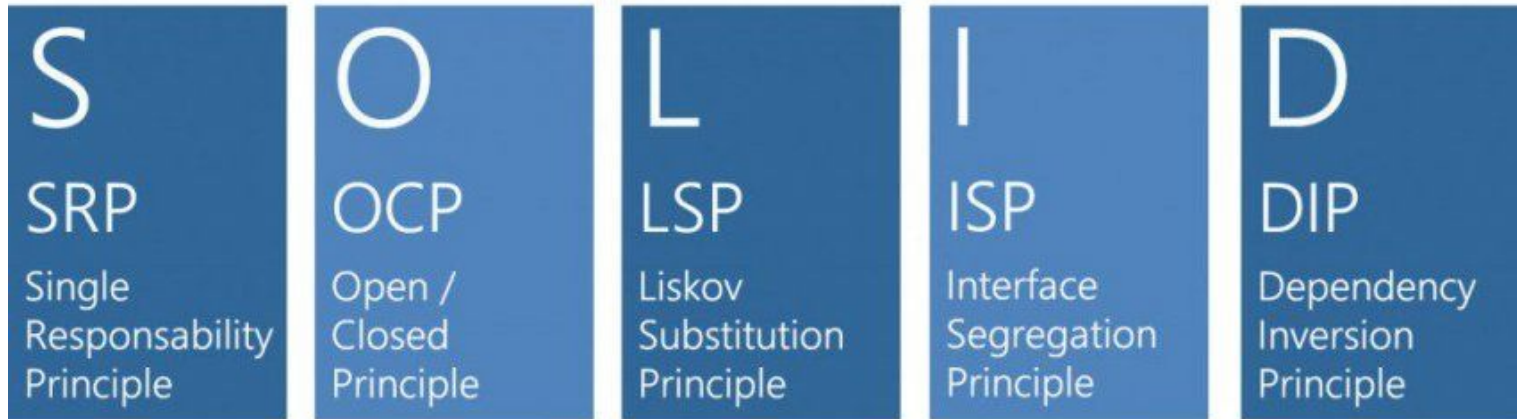 S
SRP
Single
Responsability
Principle
O
OCP
Open /
Closed
Principle
L
LSP
Liskov
Substitution
Principle
I
ISP
Interface
Segregation
Principle
D
DIP
Dependency
Inversion
Principle